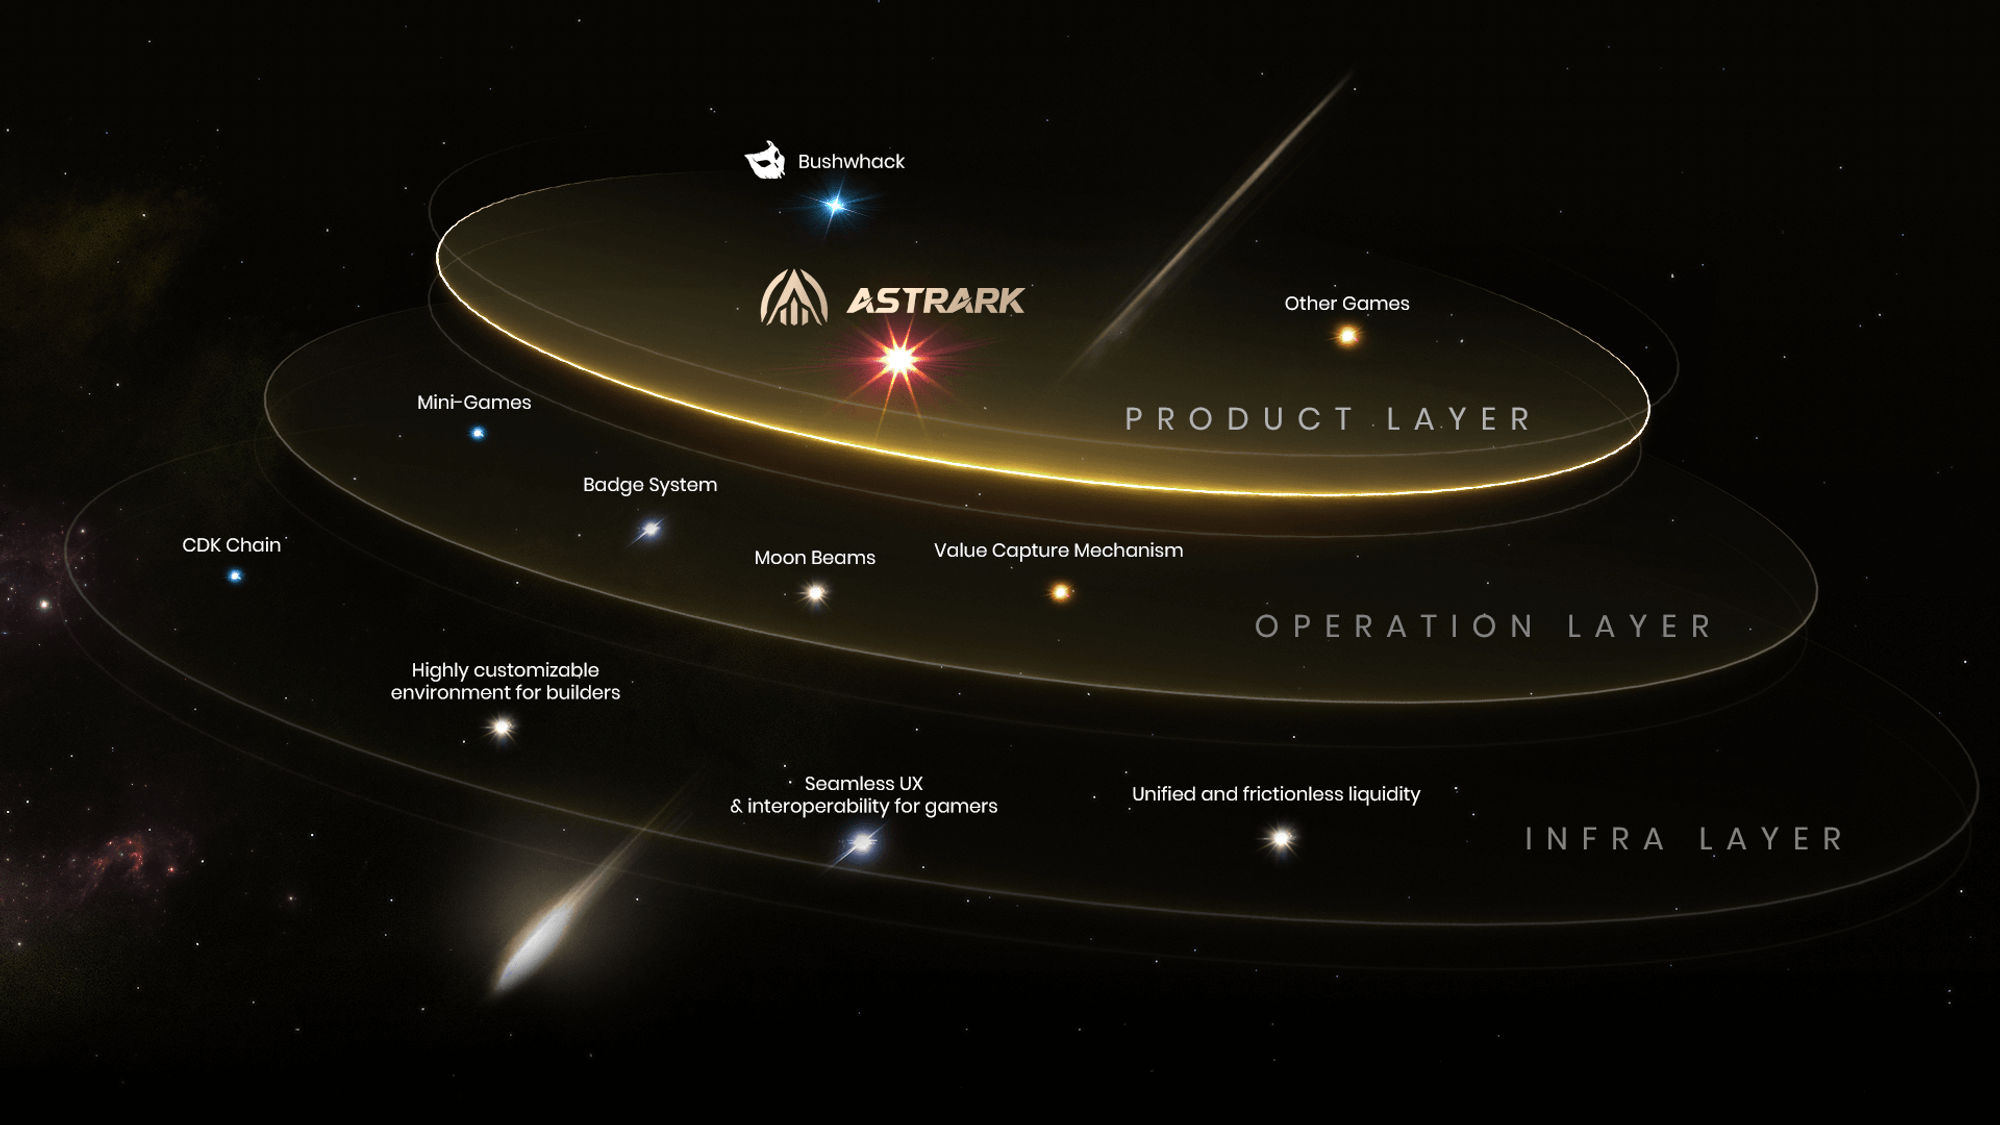 Bushwhack
ASTRARK
Other Games
PRODUCT LAYER
Mini-Games
Badge System
Moon Beams
Value Capture Mechanism
OPERATION LAYER
CDK Chain
Highly customizable
environment for builders
Seamless UX
& interoperability for gamers
Unified and frictionless liquidity
INFRA LAYER